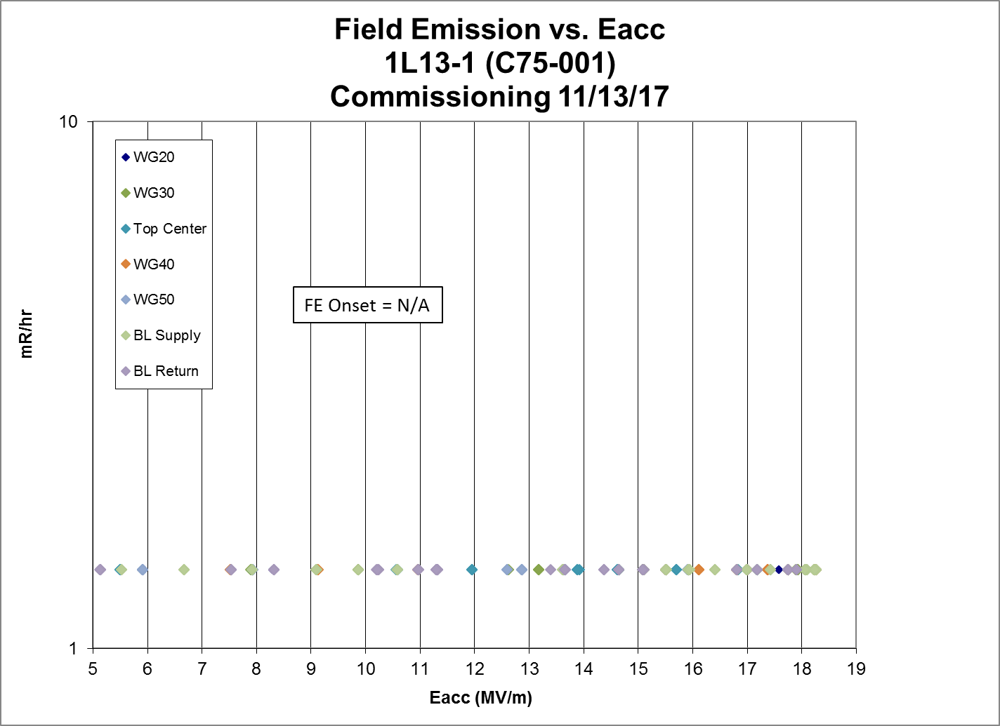 Field Emission vs. Eacc
1L13-1 (C75-001)
Commissioning 11/13/17
10
WG20
WG30
Top Center
WG40
WG50
BL Supply
BL Return
FE Onset = N/A
mR/hr
1
5 6 7 8 9 10 11 12 13 14 15 16 17 18 19
Eacc (MV/m)